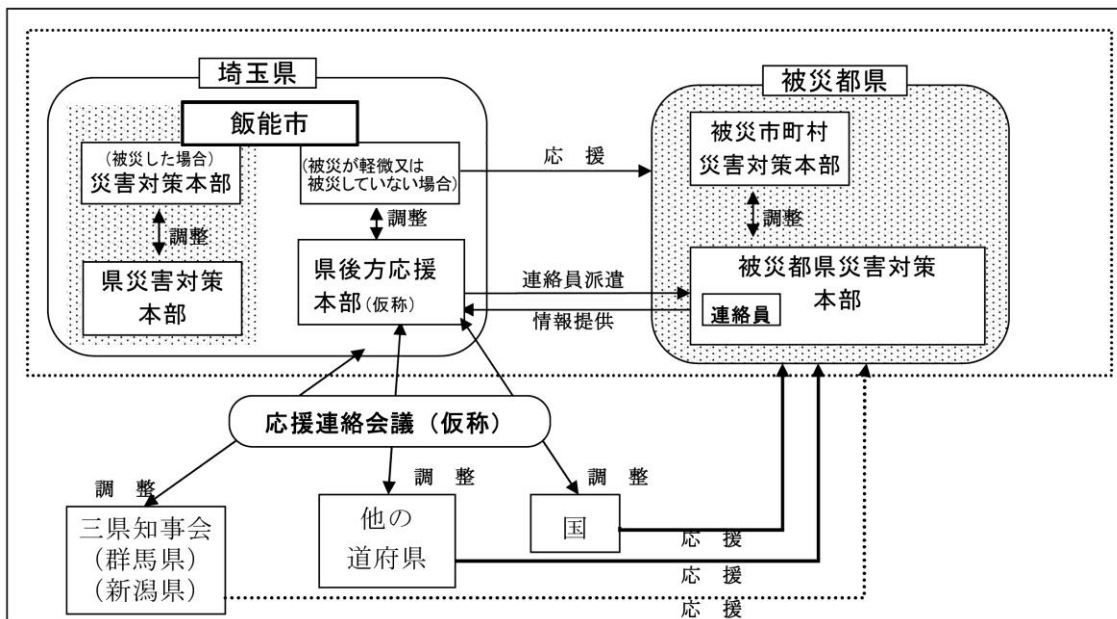 埼玉県
飯能市
(被災した場合)
災害対策本部
調整
県災害対策
本部
(被災が軽微又は
被災していない場合)
調整
県後方応援
本部(仮称)
応　援
連絡員派遣
情報提供
被災都県
被災市町村
災害対策本部
調整
被災都県災害対策
本部
連絡員
応援連絡会議（仮称）
調　整
三県知事会
(群馬県)
(新潟県)
調　整
他の
道府県
調　整
国
応　援
応　援
応　援